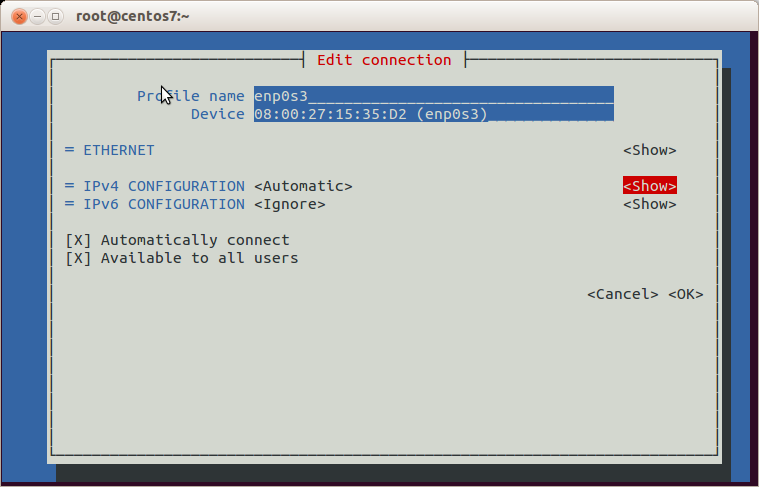 root@centos7:~
Edit connection
Profile name enp0s3
Device 08:00:27:15:35:D2 (enp0s3)
= ETHERNET <Show>
= IPv4 CONFIGURATION <Automatic> <Show>
= IPv6 CONFIGURATION <Ignore> <Show>
[X] Automatically connect
[X] Available to all users
<Cancel> <OK>